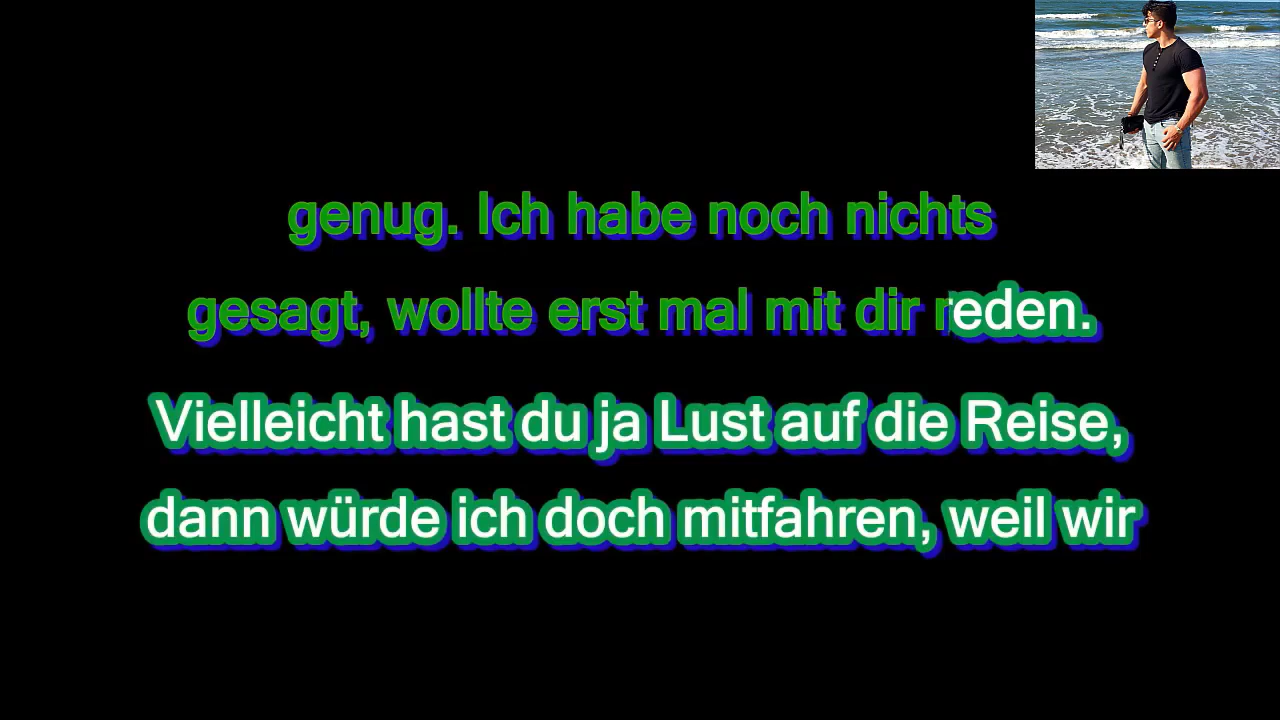 genug. Ich habe noch nichts
gesagt, wollte erst mal mit dir reden.
Vielleicht hast du ja Lust auf die Reise,
dann würde ich doch mitfahren, weil wir